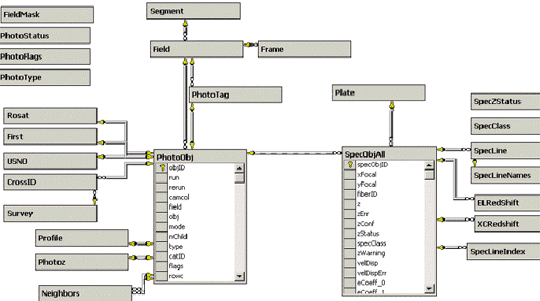 FieldMask
PhotoStatus
PhotoFlags
PhotoType
Segment
Field
Frame
PhotoTag
Plate
SpecZStatus
SpecClass
SpecLine
SpecLineNames
ELRedShift
XCRedshift
SpecLineIndex
Rosat
First
USNO
CrossID
Survey
Profile
Photoz
Neighbors
PhotoObj
objID
run
rerun
camcol
field
obj
mode
nChild
type
catID
flags
rowc
SpecObjAll
specObjID
xFocal
yFocal
fiberID
z
zErr
zConf
zStatus
specClass
zWarning
velDisp
velDispErr
eCoeff_0
eCoeff_1